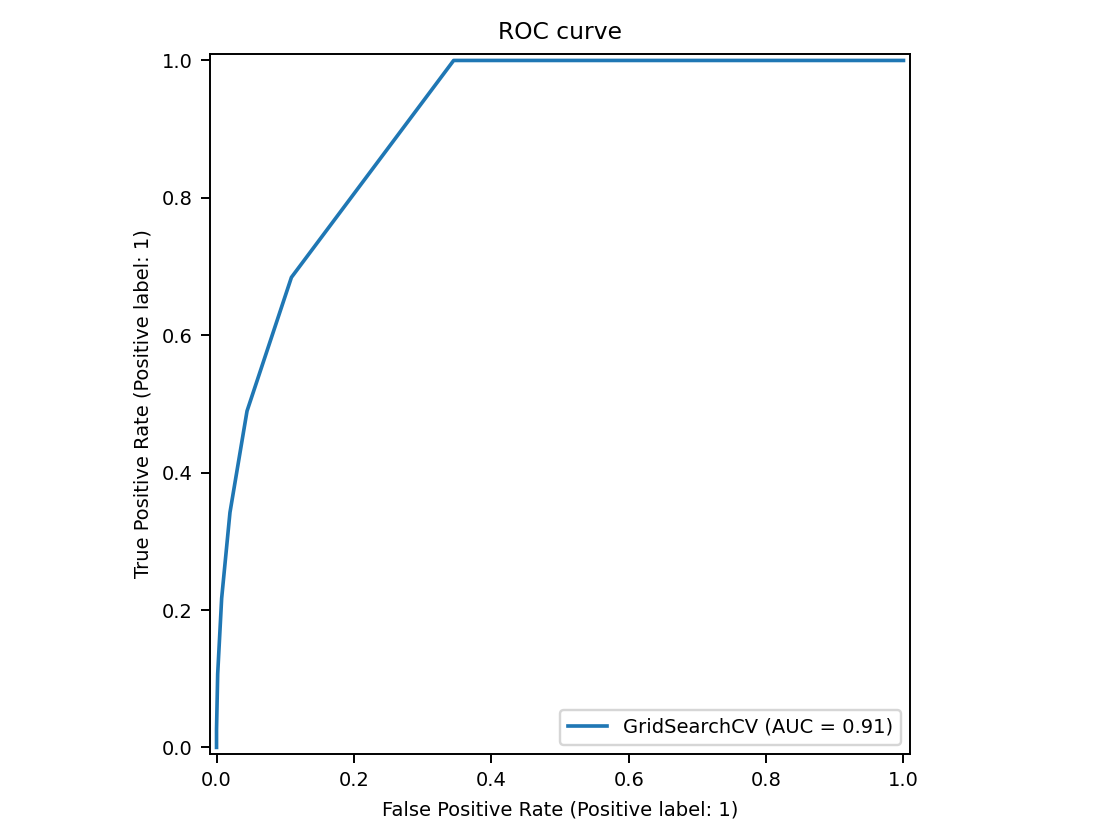 ROC curve
1.0
0.8
0.6
0.4
0.2
0.0
True Positive Rate (Positive label: 1)
GridSearchCV (AUC = 0.91)
0.0 0.2 0.4 0.6 0.8 1.0
False Positive Rate (Positive label: 1)